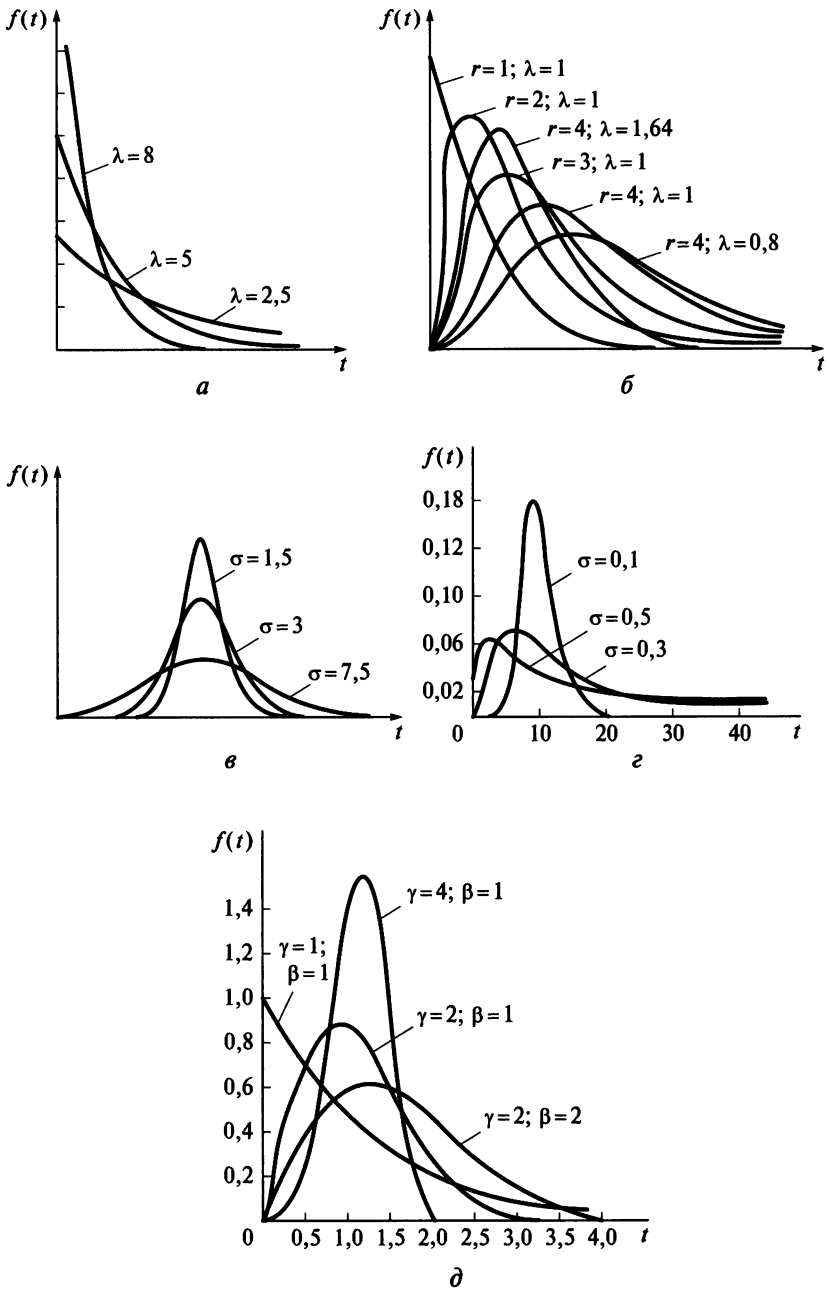 f(t)
λ=8
λ=5
λ=2,5
t
а
f(t)
r=1; λ=1
r=2; λ=1
r=4; λ=1,64
r=3; λ=1
r=4; λ=1
r=4; λ=0,8
t
б
f(t)
σ=1,5
σ=3
σ=7,5
t
в
f(t)
0,18
0,12
0,10
0,06
0,02
σ=0,1
σ=0,5
σ=0,3
0 10 20 30 40 t
г
f(t)
1,4
1,2
1,0
0,8
0,6
0,4
0,2
γ=4; β=1
γ=1;
β=1
γ=2; β=1
γ=2; β=2
0 0,5 1,0 1,5 2,0 2,5 3,0 3,5 4,0 t
д